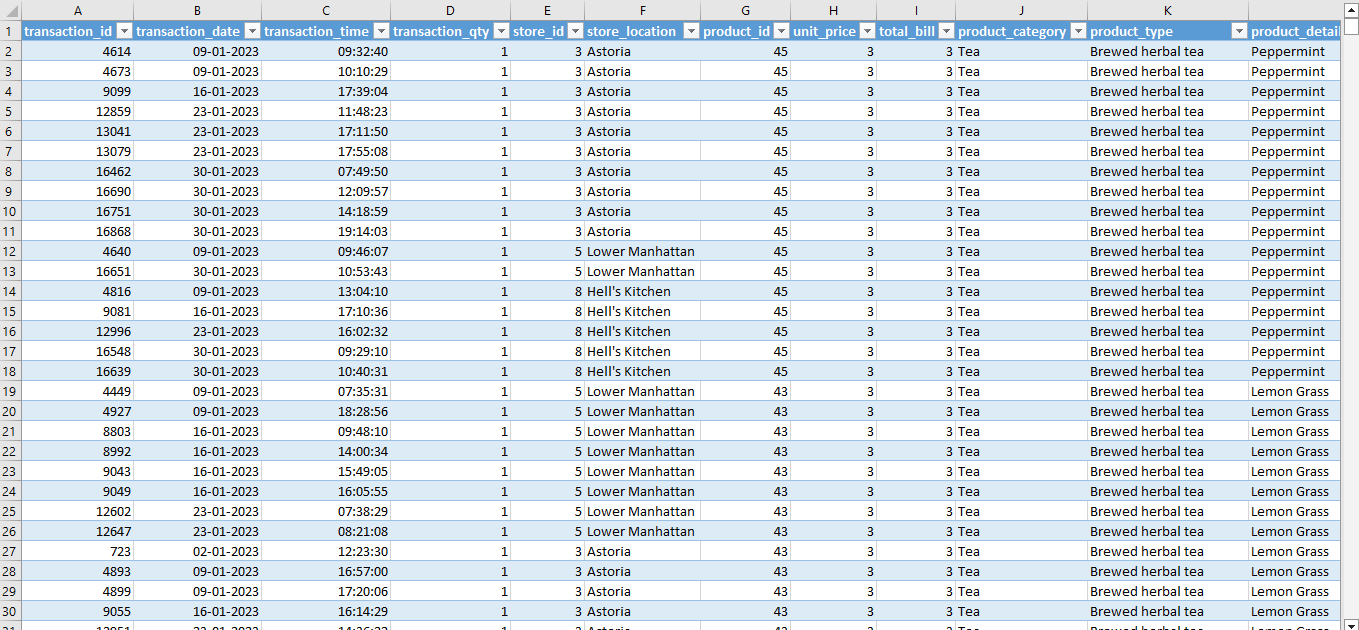 A B C D E F G H I J K
1 transaction_id transaction_date transaction_time transaction_qty store_id store_location product_id unit_price total_bill product_category product_type product_detai
2 4614 09-01-2023 09:32:40 1 3 Astoria 45 3 3 Tea Brewed herbal tea Peppermint
3 4673 09-01-2023 10:10:29 1 3 Astoria 45 3 3 Tea Brewed herbal tea Peppermint
4 9099 16-01-2023 17:39:04 1 3 Astoria 45 3 3 Tea Brewed herbal tea Peppermint
5 12859 23-01-2023 11:48:23 1 3 Astoria 45 3 3 Tea Brewed herbal tea Peppermint
6 13041 23-01-2023 17:11:50 1 3 Astoria 45 3 3 Tea Brewed herbal tea Peppermint
7 13079 23-01-2023 17:55:08 1 3 Astoria 45 3 3 Tea Brewed herbal tea Peppermint
8 16462 30-01-2023 07:49:50 1 3 Astoria 45 3 3 Tea Brewed herbal tea Peppermint
9 16690 30-01-2023 12:09:57 1 3 Astoria 45 3 3 Tea Brewed herbal tea Peppermint
10 16751 30-01-2023 14:18:59 1 3 Astoria 45 3 3 Tea Brewed herbal tea Peppermint
11 16868 30-01-2023 19:14:03 1 3 Astoria 45 3 3 Tea Brewed herbal tea Peppermint
12 4640 09-01-2023 09:46:07 1 5 Lower Manhattan 45 3 3 Tea Brewed herbal tea Peppermint
13 16651 30-01-2023 10:53:43 1 5 Lower Manhattan 45 3 3 Tea Brewed herbal tea Peppermint
14 4816 09-01-2023 13:04:10 1 8 Hell's Kitchen 45 3 3 Tea Brewed herbal tea Peppermint
15 9081 16-01-2023 17:10:36 1 8 Hell's Kitchen 45 3 3 Tea Brewed herbal tea Peppermint
16 12996 23-01-2023 16:02:32 1 8 Hell's Kitchen 45 3 3 Tea Brewed herbal tea Peppermint
17 16548 30-01-2023 09:29:10 1 8 Hell's Kitchen 45 3 3 Tea Brewed herbal tea Peppermint
18 16639 30-01-2023 10:40:31 1 8 Hell's Kitchen 45 3 3 Tea Brewed herbal tea Peppermint
19 4449 09-01-2023 07:35:31 1 5 Lower Manhattan 43 3 3 Tea Brewed herbal tea Lemon Grass
20 4927 09-01-2023 18:28:56 1 5 Lower Manhattan 43 3 3 Tea Brewed herbal tea Lemon Grass
21 8803 16-01-2023 09:48:10 1 5 Lower Manhattan 43 3 3 Tea Brewed herbal tea Lemon Grass
22 8992 16-01-2023 14:00:34 1 5 Lower Manhattan 43 3 3 Tea Brewed herbal tea Lemon Grass
23 9043 16-01-2023 15:49:05 1 5 Lower Manhattan 43 3 3 Tea Brewed herbal tea Lemon Grass
24 9049 16-01-2023 16:05:55 1 5 Lower Manhattan 43 3 3 Tea Brewed herbal tea Lemon Grass
25 12602 23-01-2023 07:38:29 1 5 Lower Manhattan 43 3 3 Tea Brewed herbal tea Lemon Grass
26 12647 23-01-2023 08:21:08 1 5 Lower Manhattan 43 3 3 Tea Brewed herbal tea Lemon Grass
27 723 02-01-2023 12:23:30 1 3 Astoria 43 3 3 Tea Brewed herbal tea Lemon Grass
28 4893 09-01-2023 16:57:00 1 3 Astoria 43 3 3 Tea Brewed herbal tea Lemon Grass
29 4899 09-01-2023 17:20:06 1 3 Astoria 43 3 3 Tea Brewed herbal tea Lemon Grass
30 9055 16-01-2023 16:14:29 1 3 Astoria 43 3 3 Tea Brewed herbal tea Lemon Grass